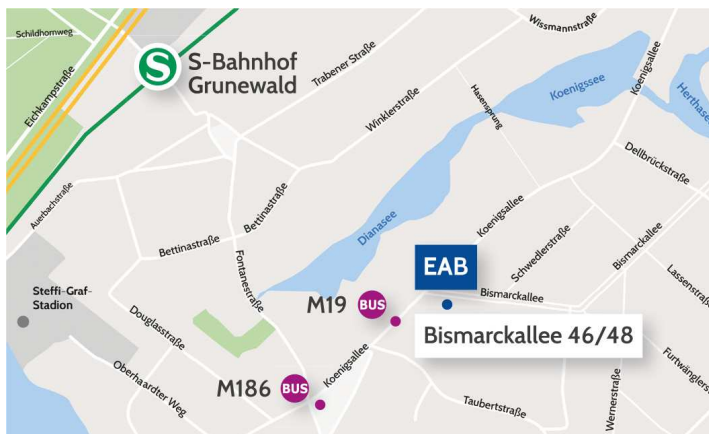 Schildhornweg
Eichkampstraße
S
S-Bahnhof
Grunewald
Trabener Straße
Wissmannstraße
Koenigsallee
Koenigssee
Herthasee
Hasensprung
Winklerstraße
Dellbrückstraße
Auerbachstraße
Bettinastraße
Bettinastraße
Dianasee
Koenigsallee
Schwedlerstraße
Bismarckallee
Lassenstraße
Fontanestraße
EAB
Bismarckallee
Steffi-Graf-
Stadion
Douglasstraße
M19
BUS
Bismarckallee 46/48
Oberhaardter Weg
Koenigsallee
Furtwänglerstr
M186
BUS
Taubertstraße
Wernerstraße